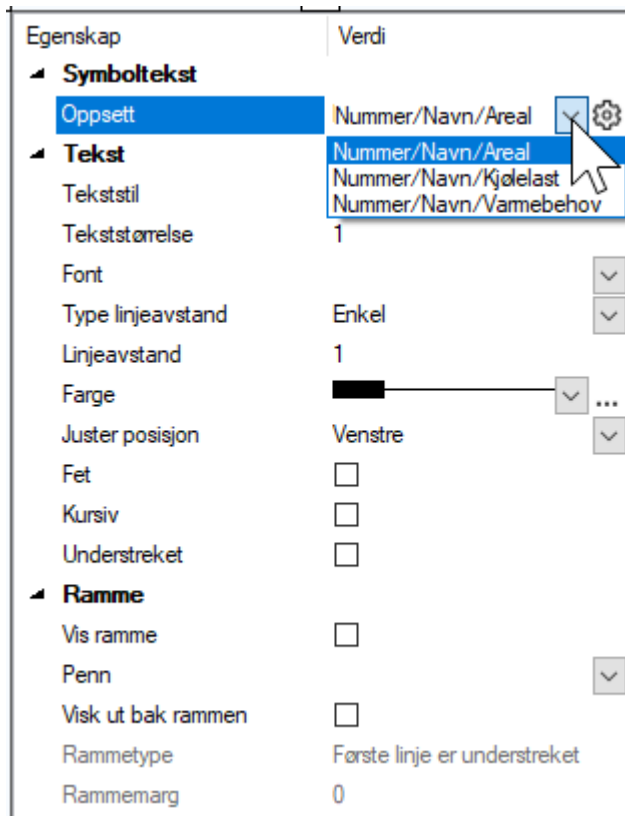 Egenskap Verdi
Symboltekst
Oppsett Nummer/Navn/Areal
Nummer/Navn/Areal
Tekst
Nummer/Navn/Kjølelast
Tekststil
Nummer/Navn/Varmebehov
Tekststørrelse 1
Font
Type linjeavstand Enkel
Linjeavstand 1
Farge ...
Juster posisjon Venstre
Fet
Kursiv
Understreket
Ramme
Vis ramme
Penn
Visk ut bak rammen
Rammetype Første linje er understreket
Rammemarg 0